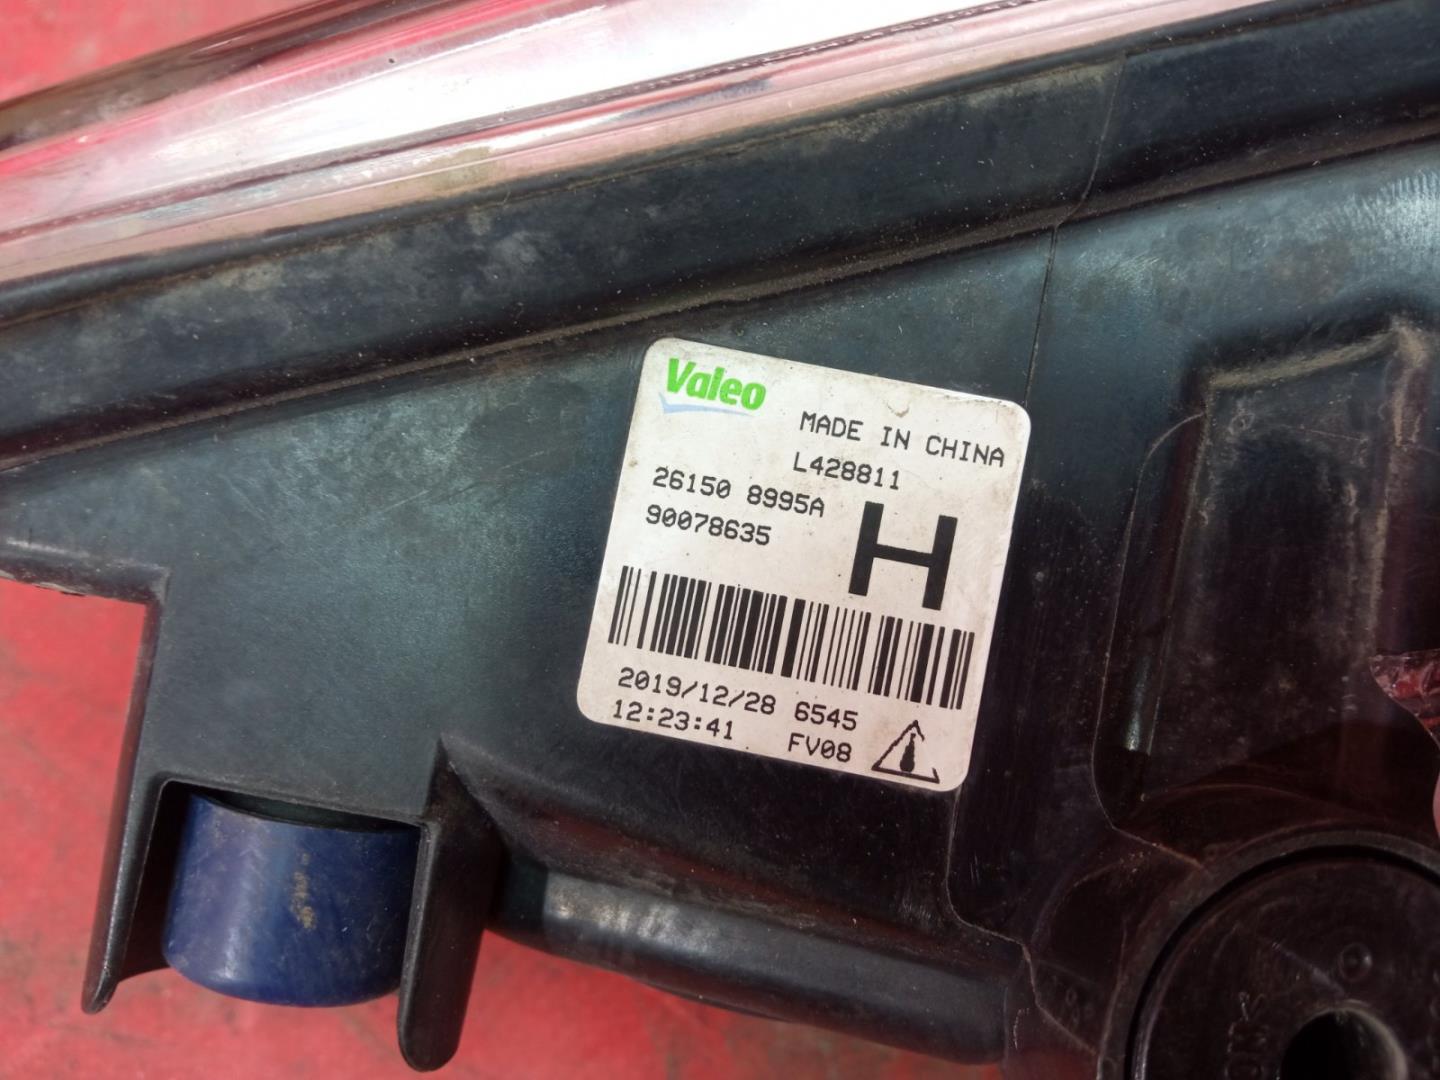 Valeo
MADE IN CHINA
L428811
26150 8995A
90078635
H
2019/12/28 6545
12:23:41 FV08